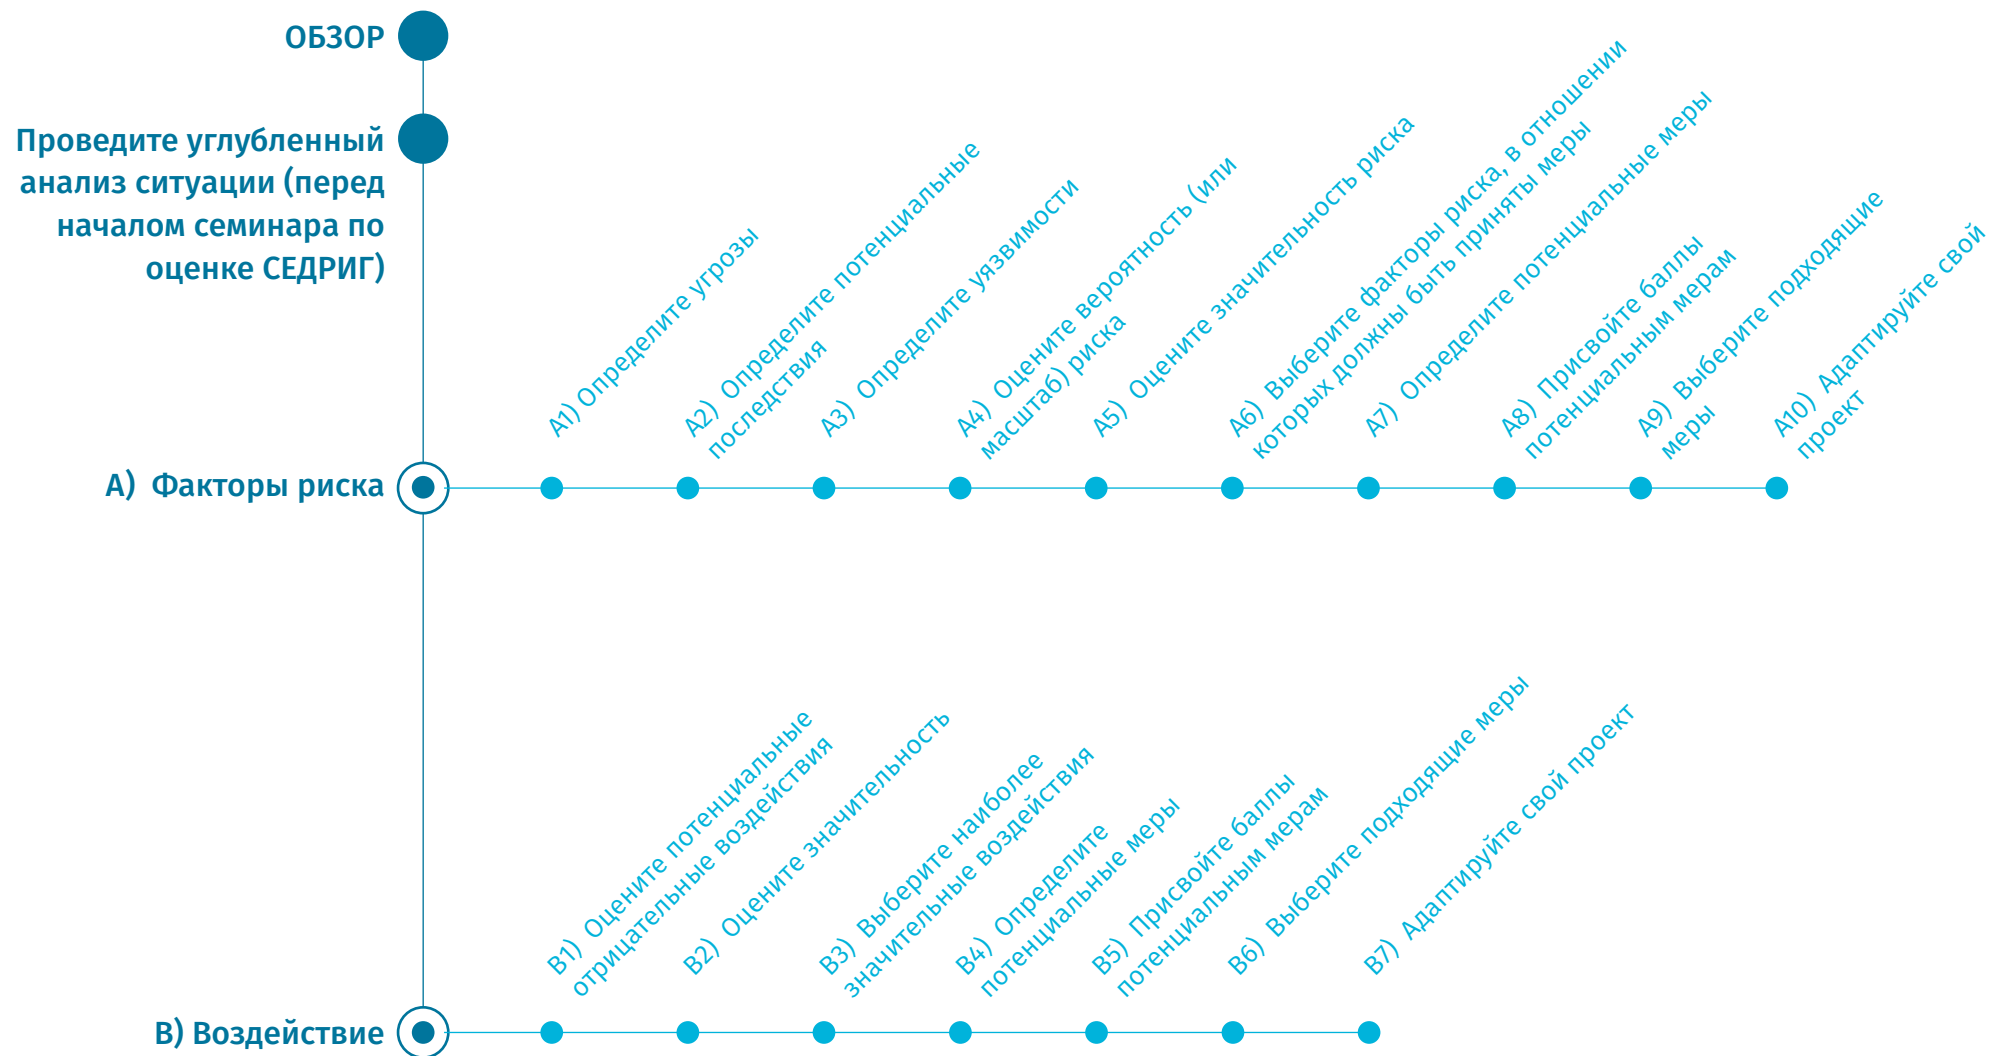 ОБЗОР
Проведите углубленный
анализ ситуации (перед
началом семинара по
оценке СЕДРИГ)
A) Факторы риска
A1) Определите угрозы
A2) Определите потенциальные
последствия
A3) Определите уязвимости
A4) Оцените вероятность (или
масштаб) риска
A5) Оцените значительность риска
A6) Выберите факторы риска, в отношении
которых должны быть приняты меры
A7) Определите потенциальные меры
A8) Присвойте баллы
потенциальным мерам
A9) Выберите подходящие
меры
A10) Адаптируйте свой
проект
B) Воздействие
B1) Оцените потенциальные
отрицательные воздействия
B2) Оцените значительность
B3) Выберите наиболее
значительные воздействия
B4) Определите
потенциальные меры
B5) Присвойте баллы
потенциальным мерам
B6) Выберите подходящие меры
B7) Адаптируйте свой проект